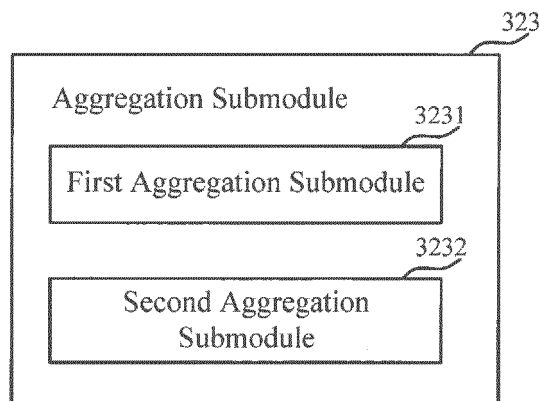 323
Aggregation Submodule
3231
First Aggregation Submodule
3232
Second Aggregation
Submodule